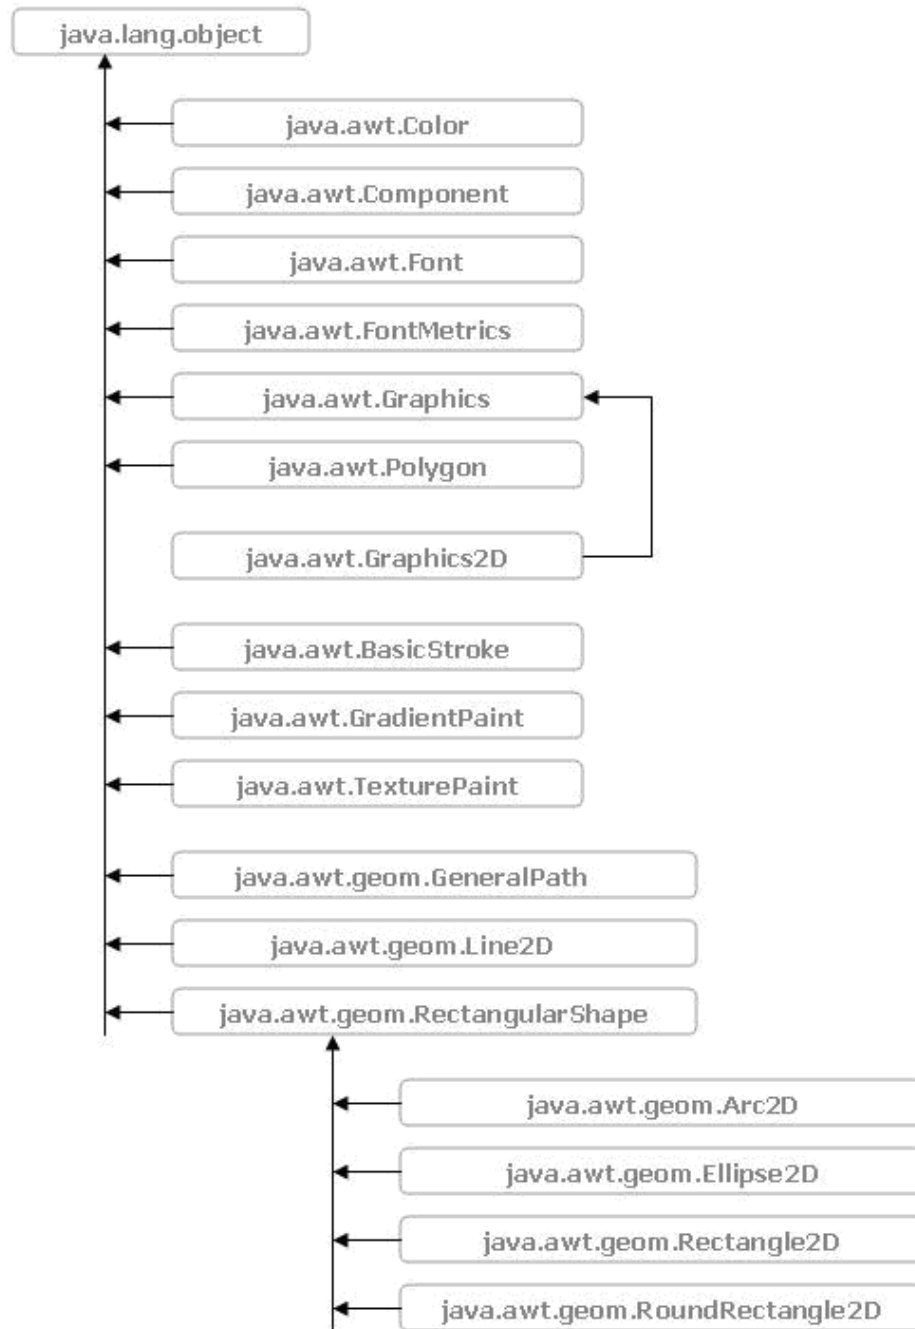 java.lang.object
java.awt.Color
java.awt.Component
java.awt.Font
java.awt.FontMetrics
java.awt.Graphics
java.awt.Polygon
java.awt.Graphics2D
java.awt.BasicStroke
java.awt.GradientPaint
java.awt.TexturePaint
java.awt.geom.GeneralPath
java.awt.geom.Line2D
java.awt.geom.RectangularShape
java.awt.geom.Arc2D
java.awt.geom.Ellipse2D
java.awt.geom.Rectangle2D
java.awt.geom.RoundRectangle2D